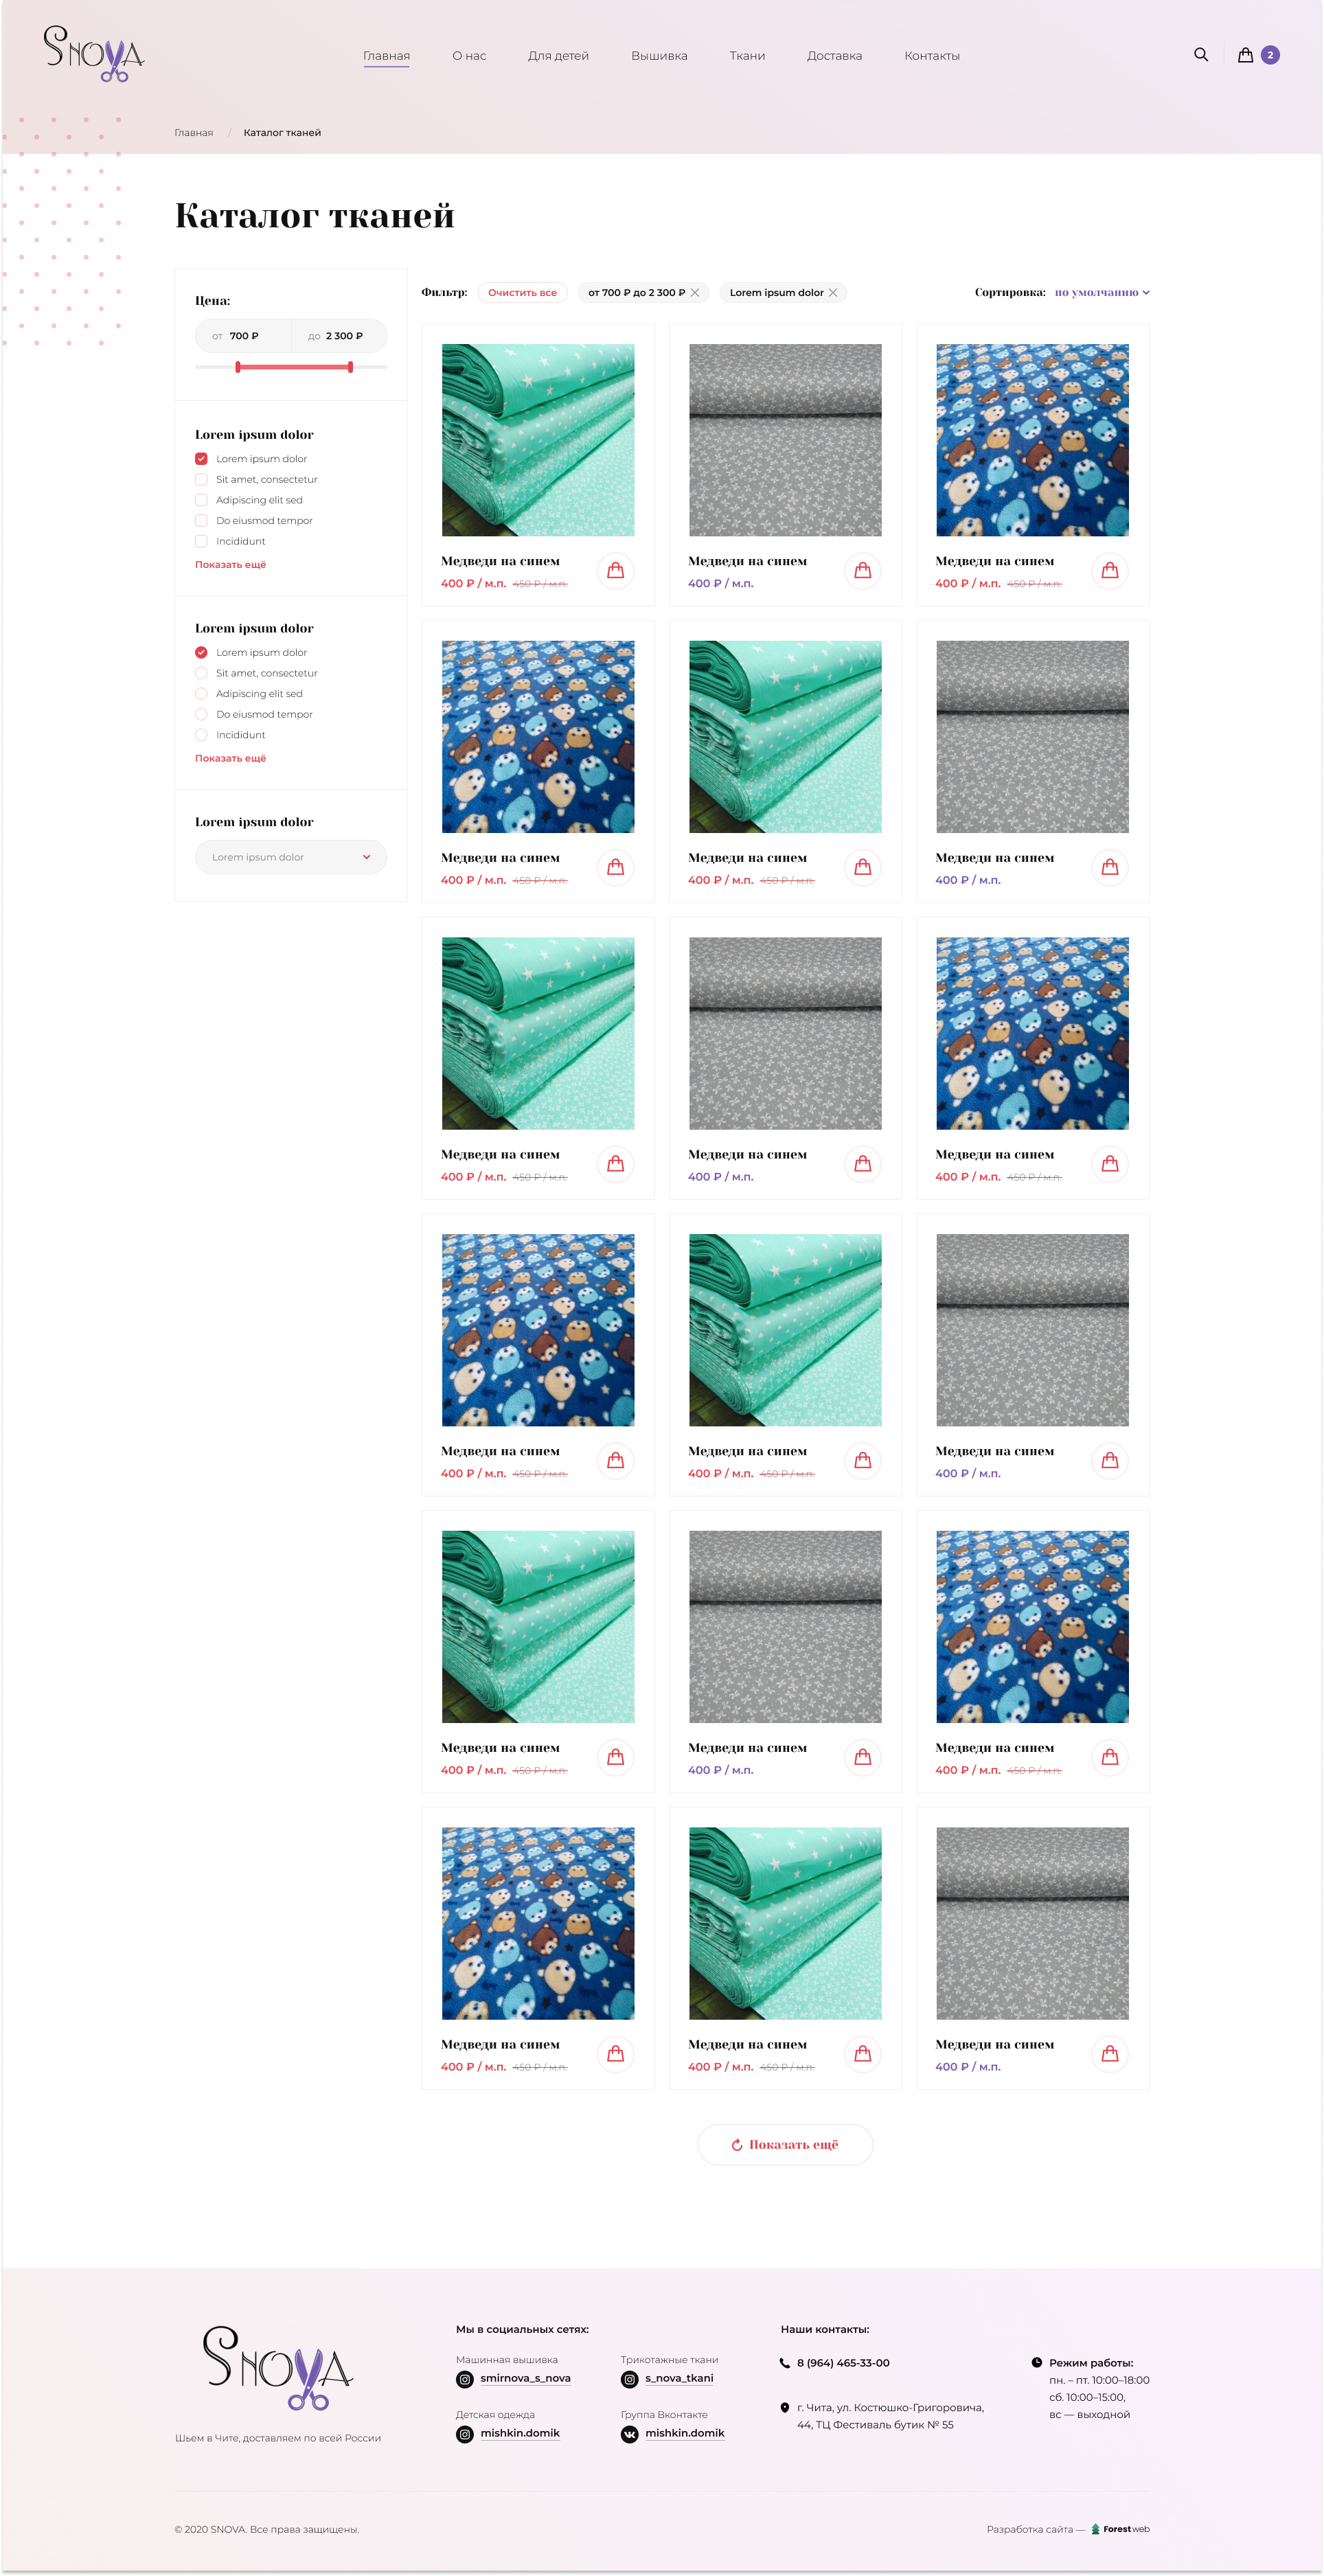 SNOVA
Главная О нас Для детей Вышивка Ткани Доставка Контакты 2
Главная / Каталог тканей
Каталог тканей
Цена:
от 700 ₽ до 2 300 ₽
Lorem ipsum dolor
Lorem ipsum dolor
Sit amet, consectetur
Adipiscing elit sed
Do eiusmod tempor
Incididunt
Показать ещё
Lorem ipsum dolor
Lorem ipsum dolor
Sit amet, consectetur
Adipiscing elit sed
Do eiusmod tempor
Incididunt
Показать ещё
Lorem ipsum dolor
Lorem ipsum dolor
Фильтр: Очистить все от 700 ₽ до 2 300 ₽ Lorem ipsum dolor Сортировка: по умолчанию
Медведи на синем Медведи на синем Медведи на синем
400 ₽ / м.п. 450 ₽ / м.п. 400 ₽ / м.п. 400 ₽ / м.п. 450 ₽ / м.п.
Медведи на синем Медведи на синем Медведи на синем
400 ₽ / м.п. 450 ₽ / м.п. 400 ₽ / м.п. 450 ₽ / м.п. 400 ₽ / м.п.
Медведи на синем Медведи на синем Медведи на синем
400 ₽ / м.п. 450 ₽ / м.п. 400 ₽ / м.п. 400 ₽ / м.п. 450 ₽ / м.п.
Медведи на синем Медведи на синем Медведи на синем
400 ₽ / м.п. 450 ₽ / м.п. 400 ₽ / м.п. 450 ₽ / м.п. 400 ₽ / м.п.
Медведи на синем Медведи на синем Медведи на синем
400 ₽ / м.п. 450 ₽ / м.п. 400 ₽ / м.п. 400 ₽ / м.п. 450 ₽ / м.п.
Медведи на синем Медведи на синем Медведи на синем
400 ₽ / м.п. 450 ₽ / м.п. 400 ₽ / м.п. 450 ₽ / м.п. 400 ₽ / м.п.
Показать ещё
SNOVA
Шьем в Чите, доставляем по всей России
Мы в социальных сетях:
Машинная вышивка
smirnova_s_nova
Трикотажные ткани
s_nova_tkani
Детская одежда
mishkin.domik
Группа Вконтакте
mishkin.domik
Наши контакты:
8 (964) 465-33-00
г. Чита, ул. Костюшко-Григоровича,
44, ТЦ Фестиваль бутик № 55
Режим работы:
пн. – пт. 10:00–18:00
сб. 10:00–15:00,
вс — выходной
© 2020 SNOVA. Все права защищены.
Разработка сайта — Forestweb